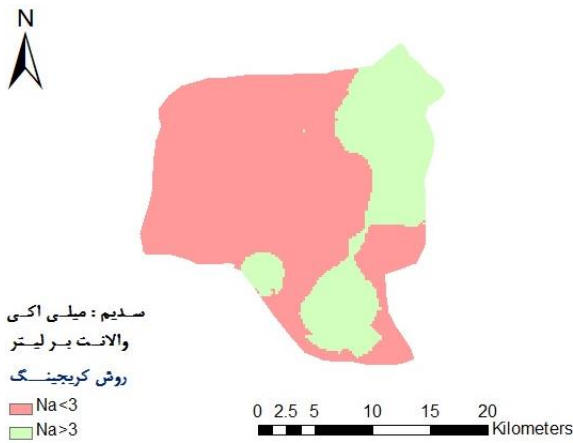 N
سدیم : میلی اکی
والانت بر لیتر
روش کریجینگ
Na<3
Na>3
0 2.5 5 10 15 20
Kilometers